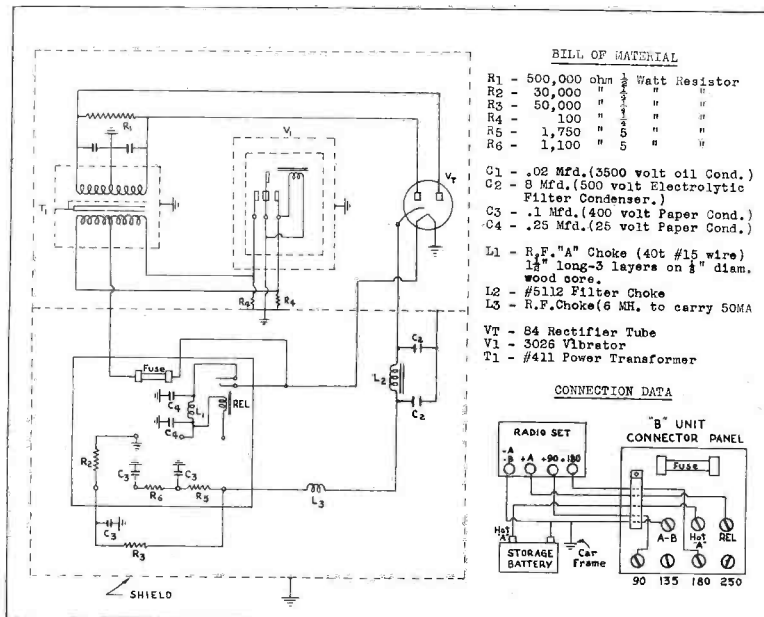 BILL OF MATERIAL
R1 - 500,000 ohm ½ Watt Resistor
R2 - 30,000 " " "
R3 - 50,000 " " "
R4 - 100 " ¼ " "
R5 - 1,750 " 5 " "
R6 - 1,100 " 5 " "
C1 - .02 Mfd.(3500 volt oil Cond.)
C2 - 8 Mfd.(500 volt Electrolytic
Filter Condenser.)
C3 - .1 Mfd.(400 volt Paper Cond.)
C4 - .25 Mfd.(25 volt Paper Cond.)
L1 - R.F."A" Choke (40t #15 wire)
long-3 layers on diam.
wood core.
L2 - #5112 Filter Choke
L3 - R.F.Choke(6 MH. to carry 50MA
VT - 84 Rectifier Tube
V1 - 3026 Vibrator
T1 - #411 Power Transformer
R1
V1
VT
T1
R4
R4
Fuse
C2
L2
C2
C4
L1
REL
C4
R2
C3
C3
R6
R5
L3
C3
R3
SHIELD
CONNECTION DATA
RADIO SET
-A
-B
+A
+90
+180
Hot
"A"
STORAGE
BATTERY
Car
Frame
"B" UNIT
CONNECTOR PANEL
Fuse
A-B
Hot
"A"
REL
90
135
180
250